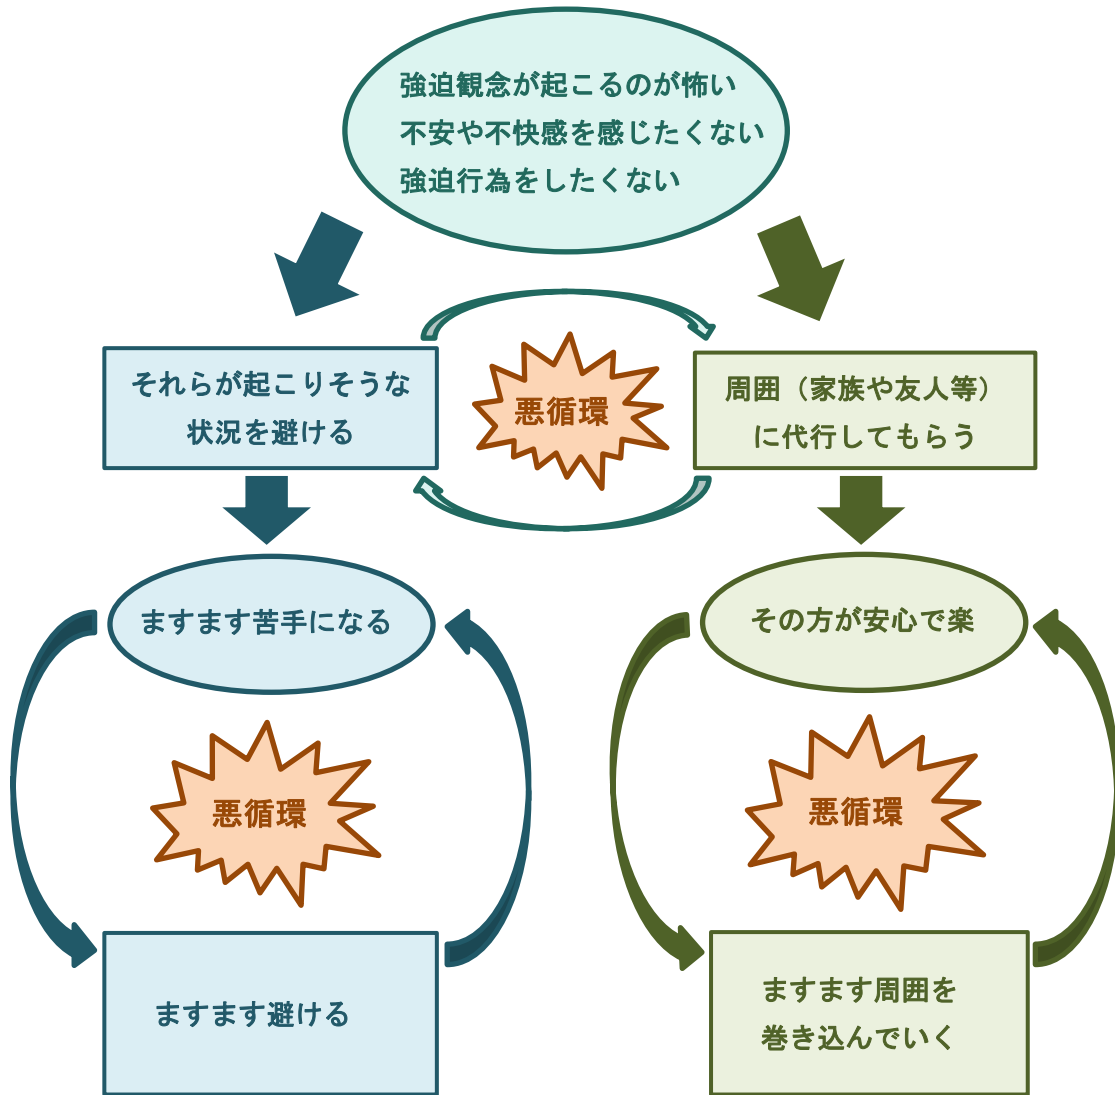 強迫観念が起こるのが怖い
不安や不快感を感じたくない
強迫行為をしたくない
それらが起こりそうな
状況を避ける
悪循環
周囲（家族や友人等）
に代行してもらう
ますます苦手になる
その方が安心で楽
悪循環
悪循環
ますます避ける
ますます周囲を
巻き込んでいく